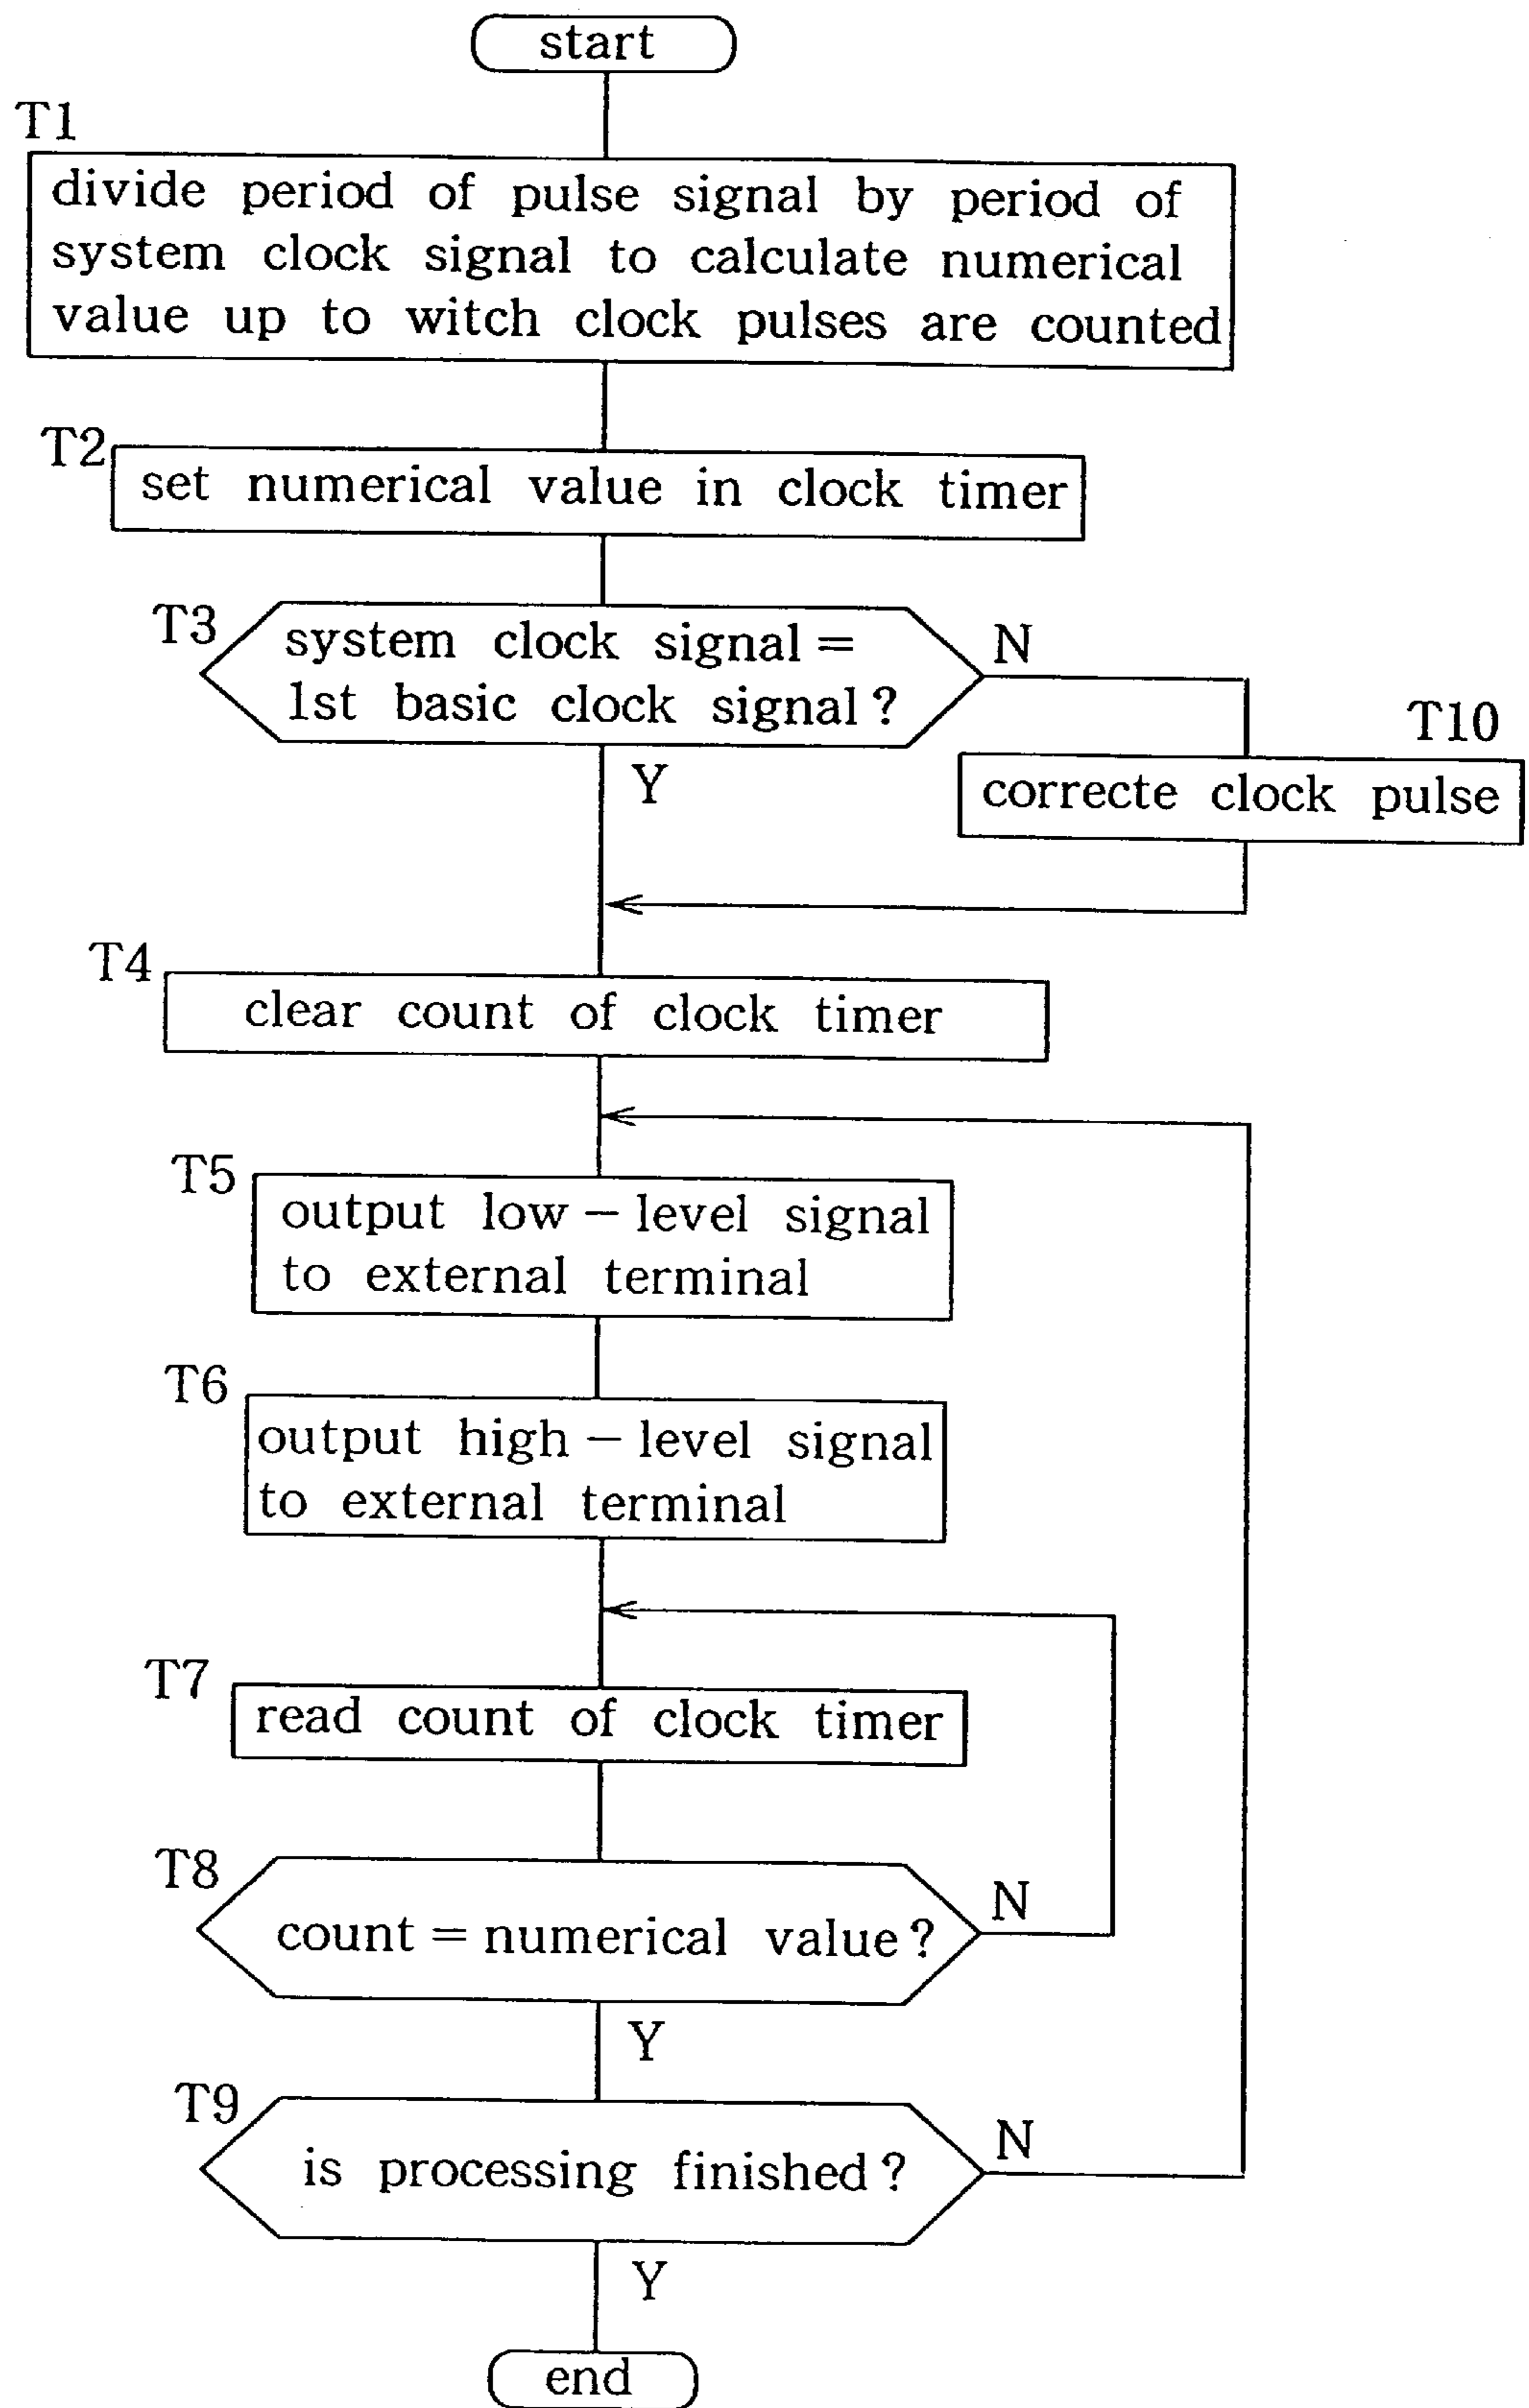 start
T1
divide period of pulse signal by period of
system clock signal to calculate numerical
value up to witch clock pulses are counted
T2
set numerical value in clock timer
T3
system clock signal =
1st basic clock signal ?
N
Y
T10
correcte clock pulse
T4
clear count of clock timer
T5
output low – level signal
to external terminal
T6
output high – level signal
to external terminal
T7
read count of clock timer
T8
count = numerical value ?
N
Y
T9
is processing finished ?
N
Y
end